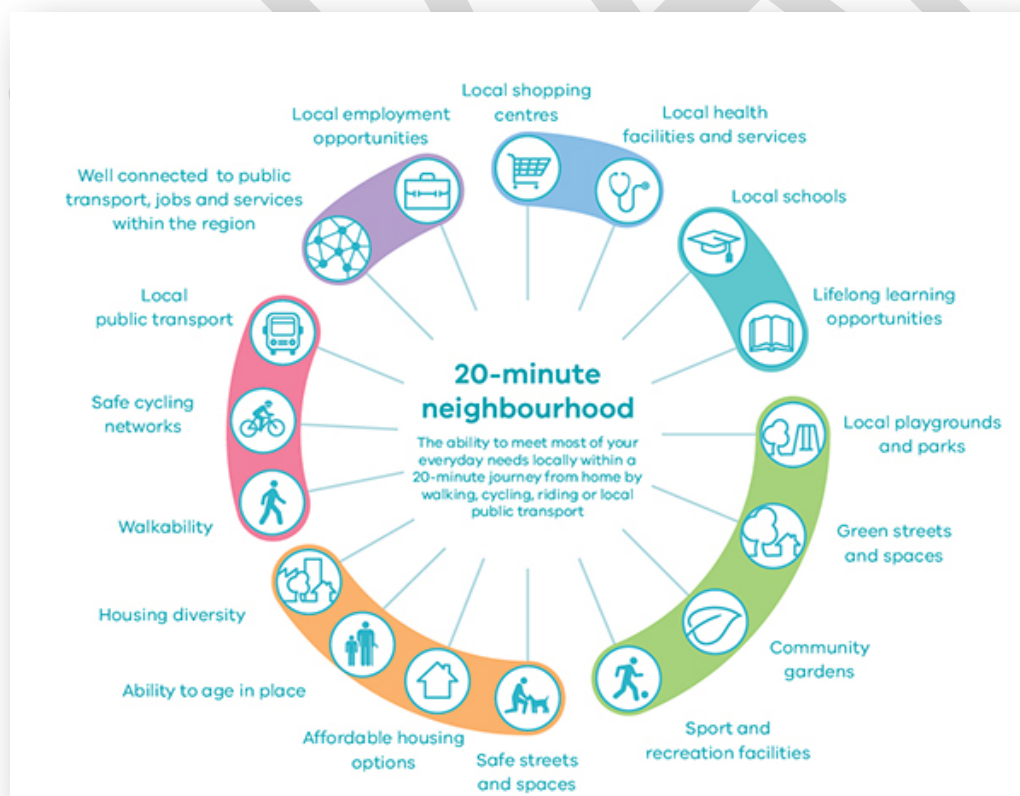 Local shopping
centres
Local health
facilities and services
Local schools
Lifelong learning
opportunities
Local playgrounds
and parks
Green streets
and spaces
Community
gardens
Sport and
recreation facilities
Safe streets
and spaces
Affordable housing
options
Ability to age in place
Housing diversity
Walkability
Safe cycling
networks
Local
public transport
Well connected to public
transport, jobs and services
within the region
Local employment
opportunities
20-minute
neighbourhood
The ability to meet most of your
everyday needs locally within a
20-minute journey from home by
walking, cycling, riding or local
public transport